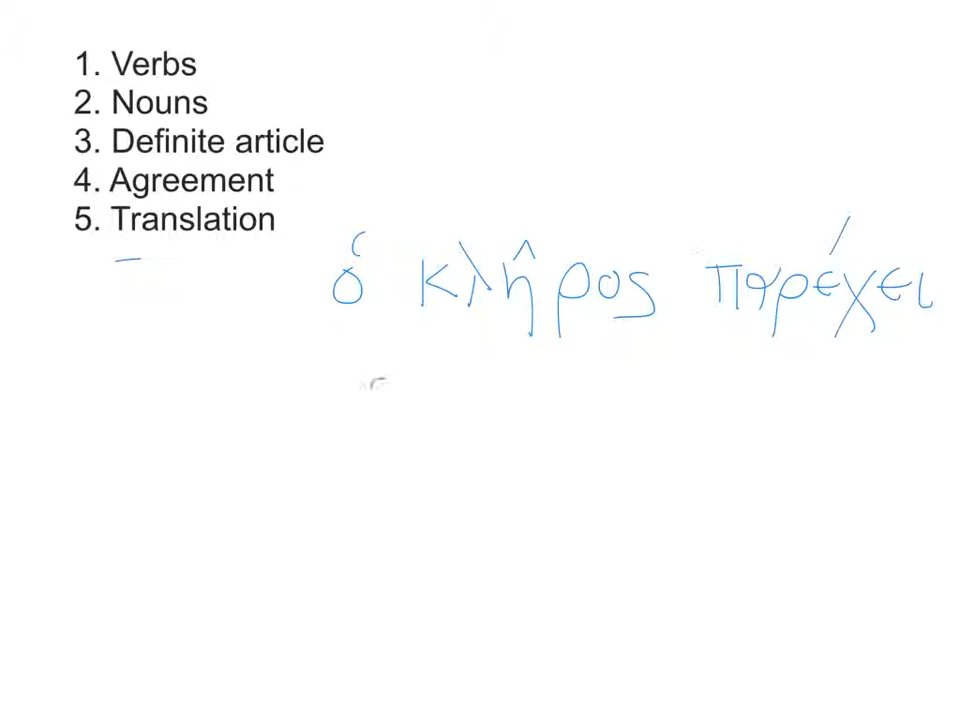 1. Verbs
2. Nouns
3. Definite article
4. Agreement
5. Translation
ὁ κλῆρος παρέχει